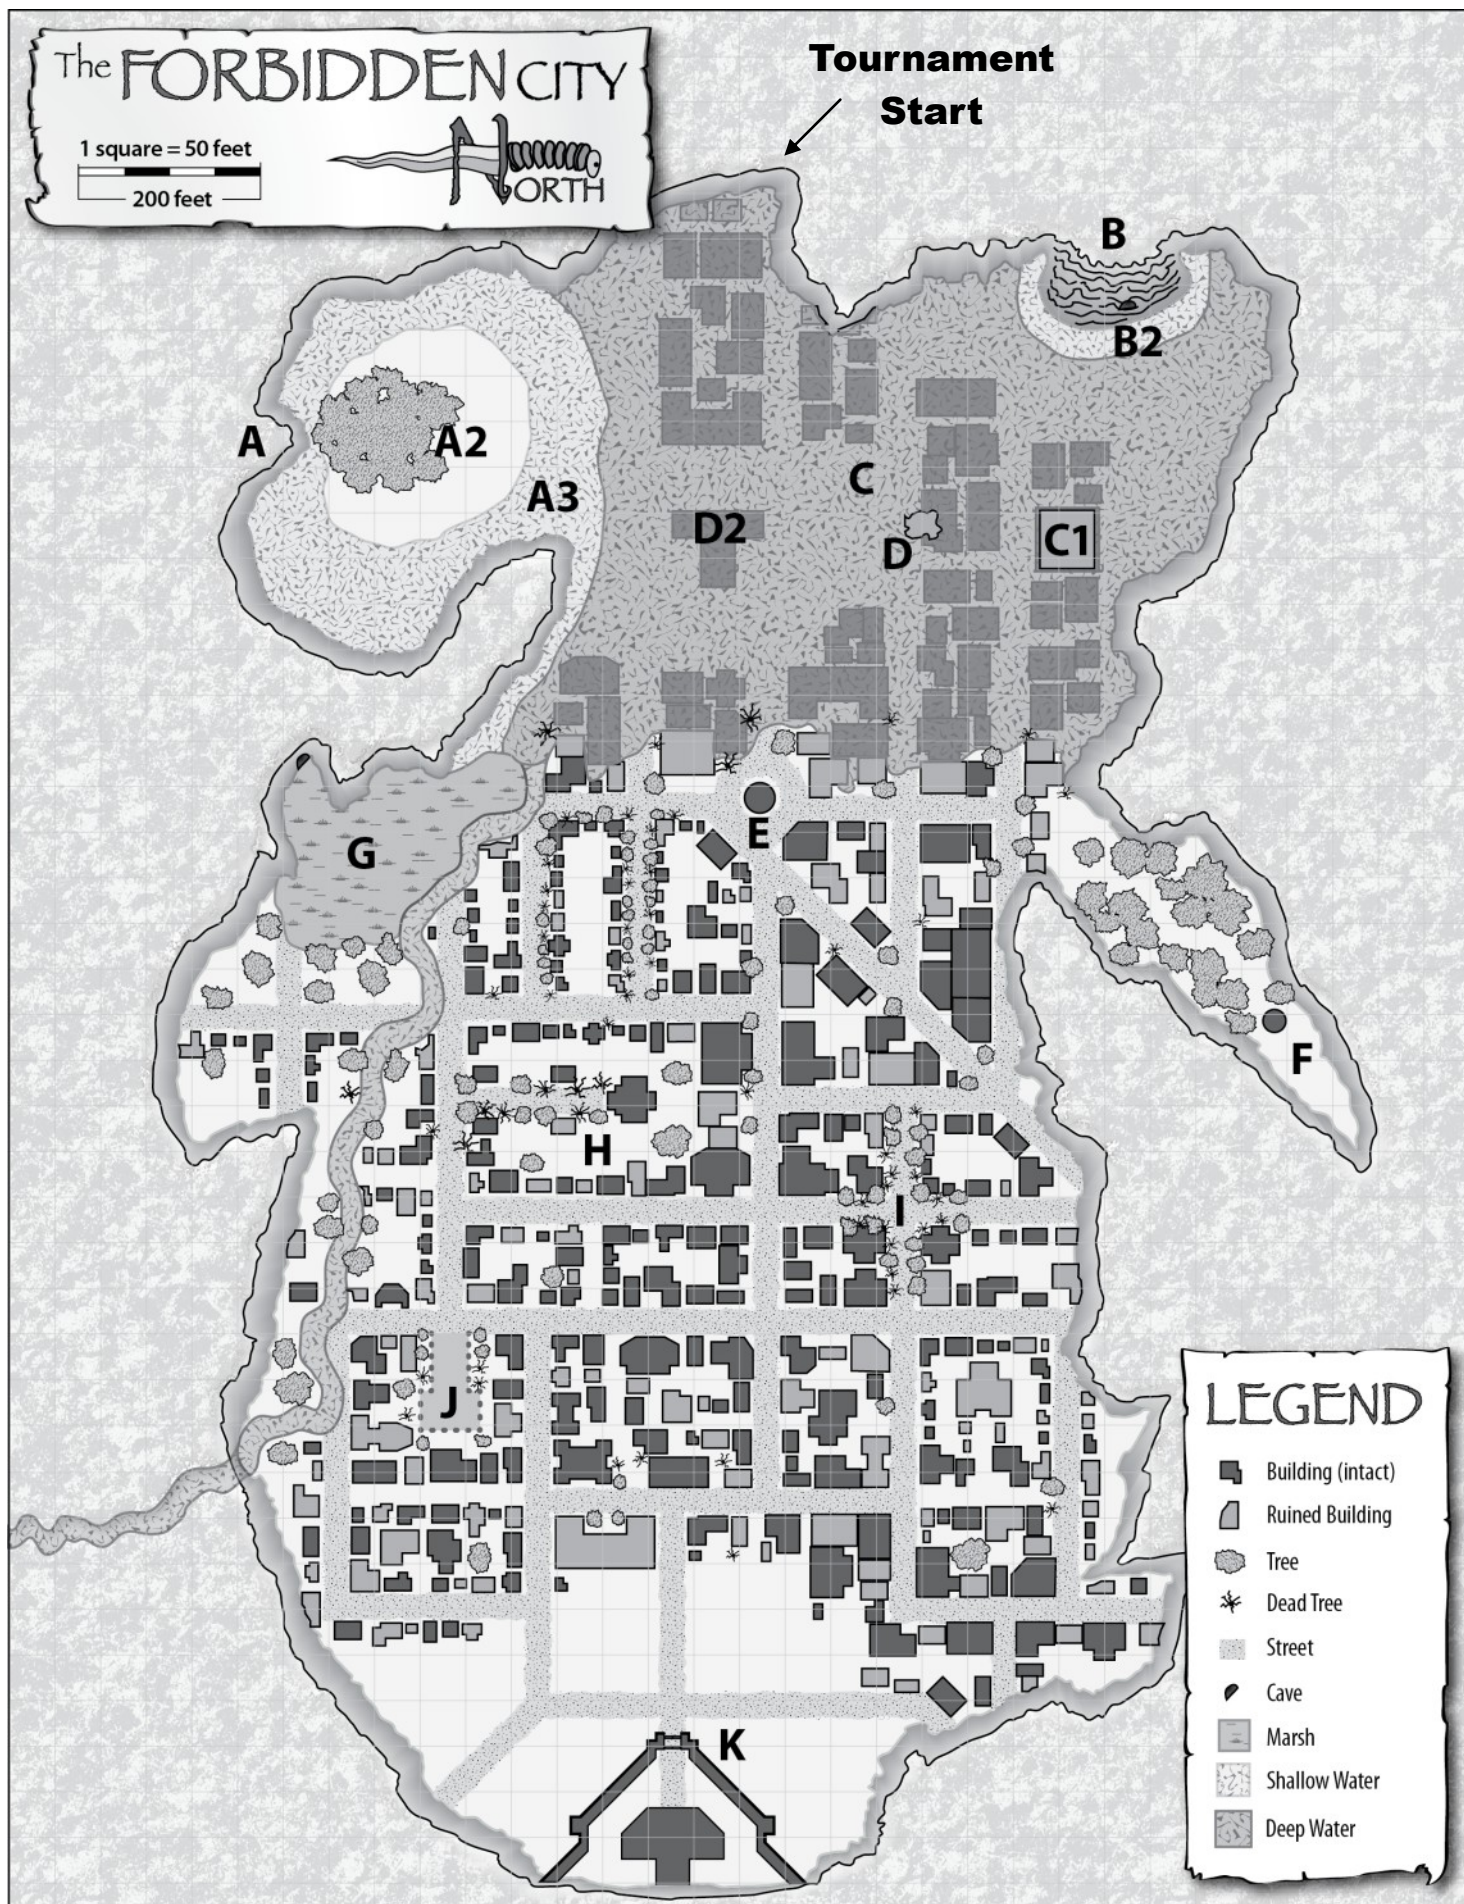 The FORBIDDEN CITY
1 square = 50 feet
200 feet
NORTH
Tournament
Start
B
B2
A
A2
A3
C
D2
D
C1
E
G
F
H
I
J
K
LEGEND
Building (intact)
Ruined Building
Tree
Dead Tree
Street
Cave
Marsh
Shallow Water
Deep Water